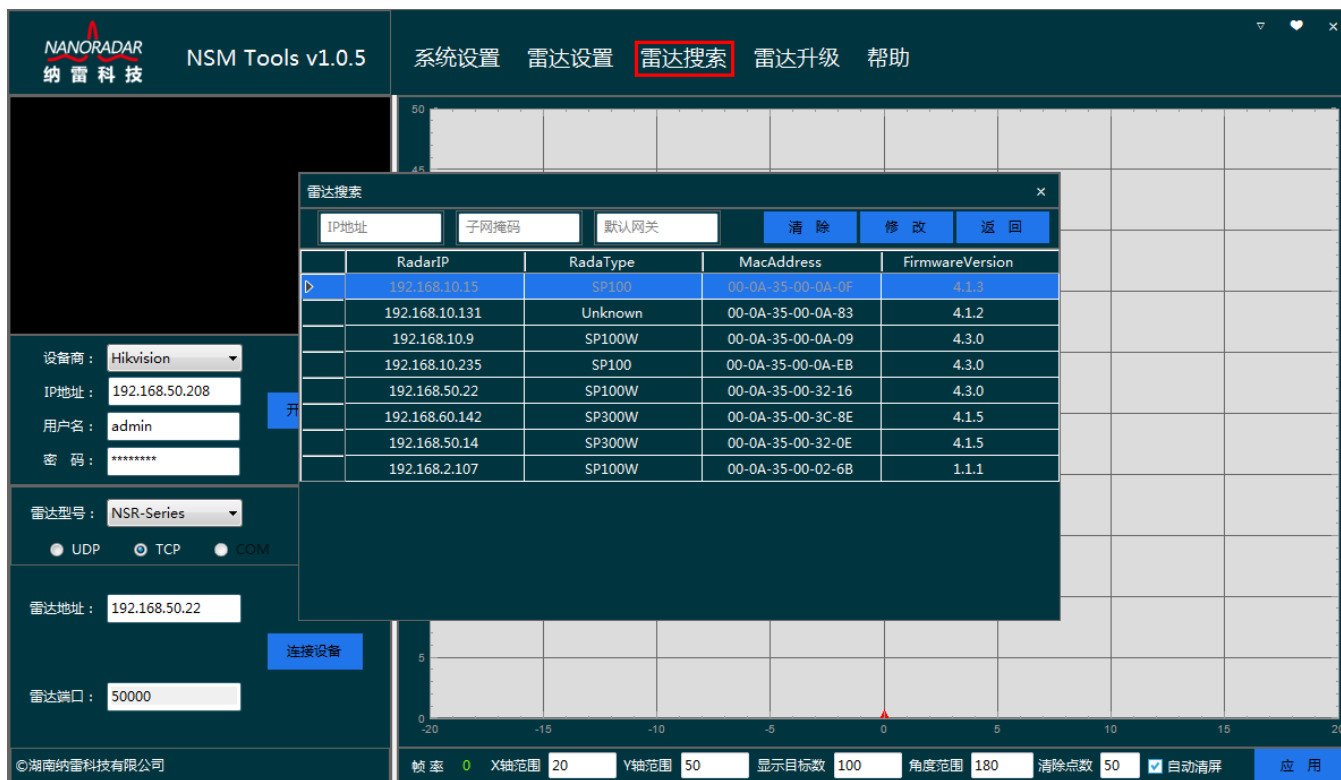 NANORADAR
纳雷科技
NSM Tools v1.0.5
系统设置 雷达设置 雷达搜索 雷达升级 帮助
50
45
雷达搜索 ×
IP地址 子网掩码 默认网关 清 除 修 改 返 回
RadarIP RadaType MacAddress FirmwareVersion
192.168.10.15 SP100 00-0A-35-00-0A-0F 4.1.3
192.168.10.131 Unknown 00-0A-35-00-0A-83 4.1.2
192.168.10.9 SP100W 00-0A-35-00-0A-09 4.3.0
192.168.10.235 SP100 00-0A-35-00-0A-EB 4.3.0
192.168.50.22 SP100W 00-0A-35-00-32-16 4.3.0
192.168.60.142 SP300W 00-0A-35-00-3C-8E 4.1.5
192.168.50.14 SP300W 00-0A-35-00-32-0E 4.1.5
192.168.2.107 SP100W 00-0A-35-00-02-6B 1.1.1
设备商： Hikvision
IP地址： 192.168.50.208
开
用户名： admin
密 码： ********
雷达型号： NSR-Series
UDP TCP COM
雷达地址： 192.168.50.22
连接设备
雷达端口： 50000
5
0
-20 -15 -10 -5 0 5 10 15 20
©湖南纳雷科技有限公司
帧 率 0 X轴范围 20 Y轴范围 50 显示目标数 100 角度范围 180 清除点数 50 自动清屏 应 用